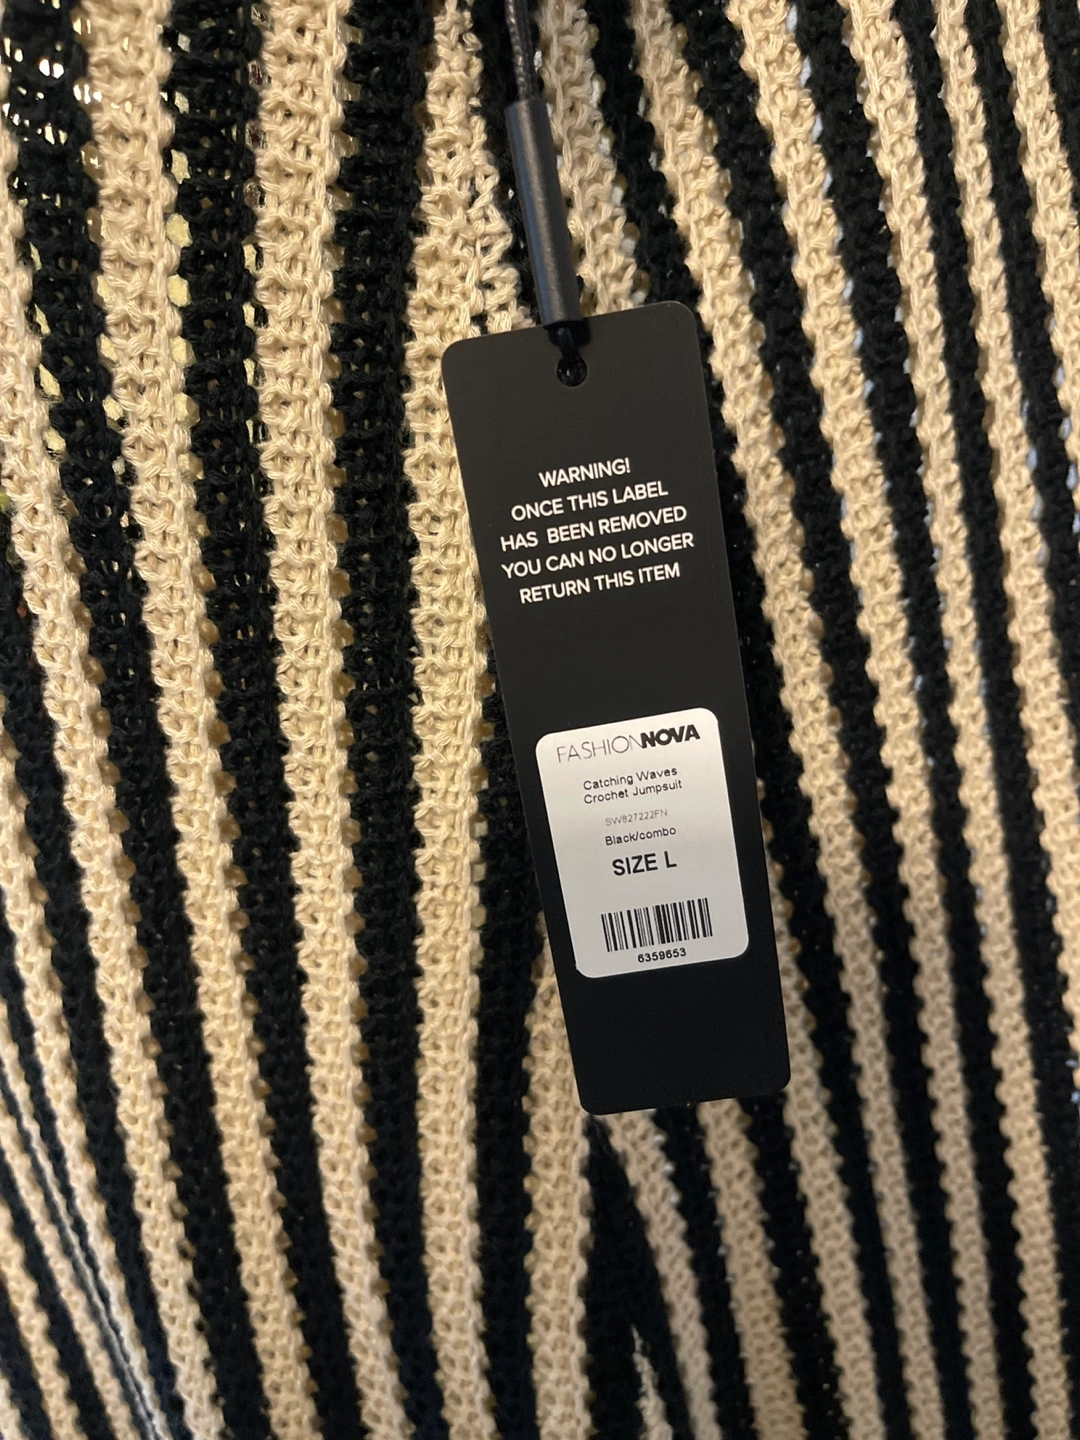 WARNING!
ONCE THIS LABEL
HAS BEEN REMOVED
YOU CAN NO LONGER
RETURN THIS ITEM
FASHIONNOVA
Catching Waves
Crochet Jumpsuit
SW827222FN
Black/combo
SIZE L
6359653